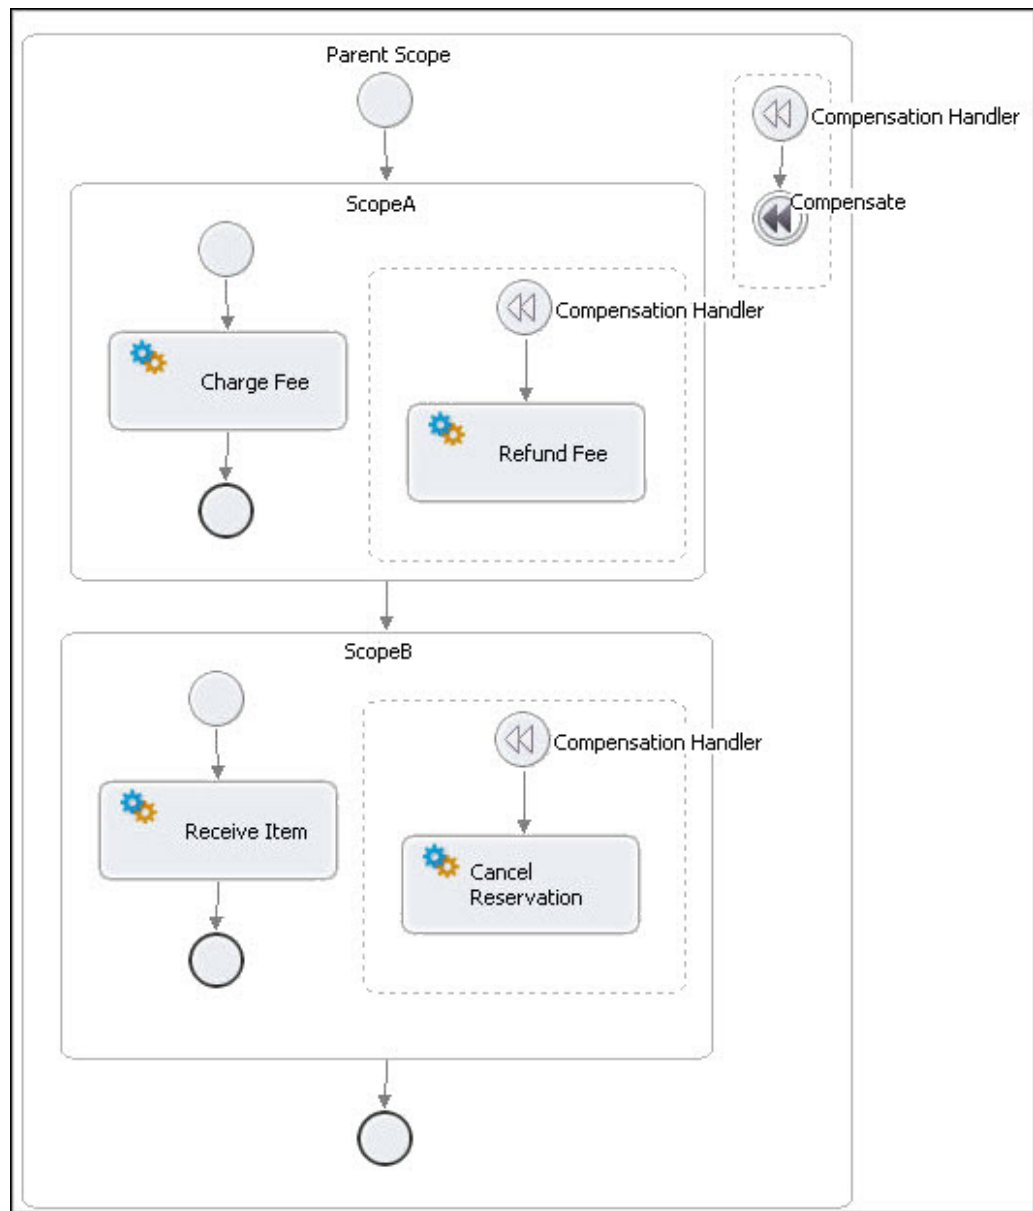 Parent Scope
Compensation Handler
Compensate
ScopeA
Compensation Handler
Charge Fee
Refund Fee
ScopeB
Compensation Handler
Receive Item
Cancel
Reservation